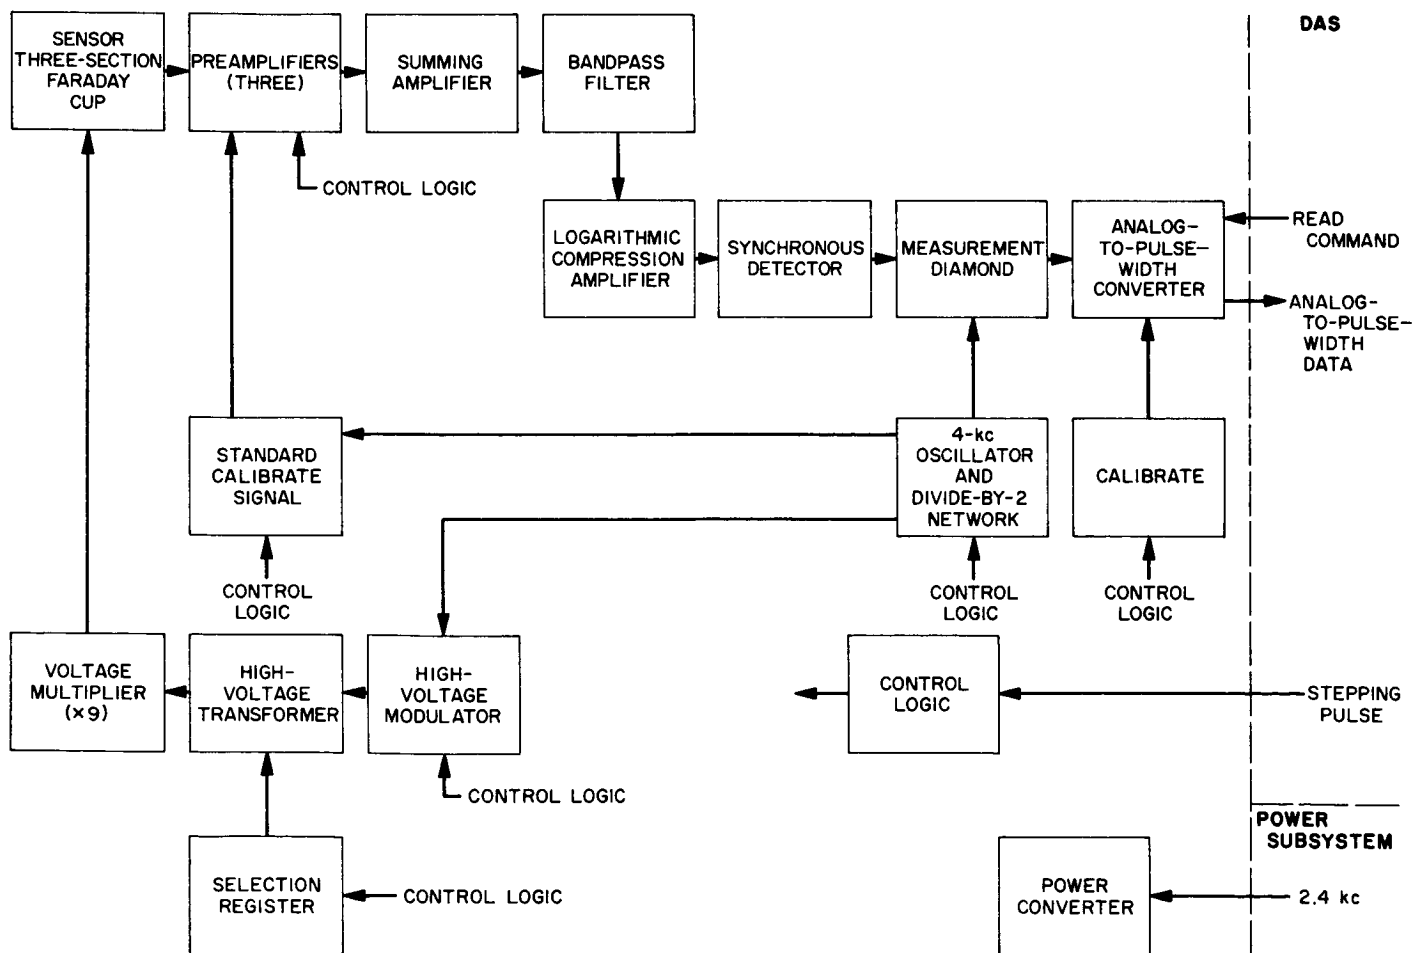 DAS
SENSOR
THREE-SECTION
FARADAY
CUP
PREAMPLIFIERS
(THREE)
SUMMING
AMPLIFIER
BANDPASS
FILTER
CONTROL LOGIC
LOGARITHMIC
COMPRESSION
AMPLIFIER
SYNCHRONOUS
DETECTOR
MEASUREMENT
DIAMOND
ANALOG-
TO-PULSE-
WIDTH
CONVERTER
READ
COMMAND
ANALOG-
TO-PULSE-
WIDTH
DATA
STANDARD
CALIBRATE
SIGNAL
4-kc
OSCILLATOR
AND
DIVIDE-BY-2
NETWORK
CALIBRATE
CONTROL
LOGIC
CONTROL
LOGIC
CONTROL
LOGIC
VOLTAGE
MULTIPLIER
(×9)
HIGH-
VOLTAGE
TRANSFORMER
HIGH-
VOLTAGE
MODULATOR
CONTROL
LOGIC
STEPPING
PULSE
CONTROL LOGIC
POWER
SUBSYSTEM
SELECTION
REGISTER
CONTROL LOGIC
POWER
CONVERTER
2.4 kc